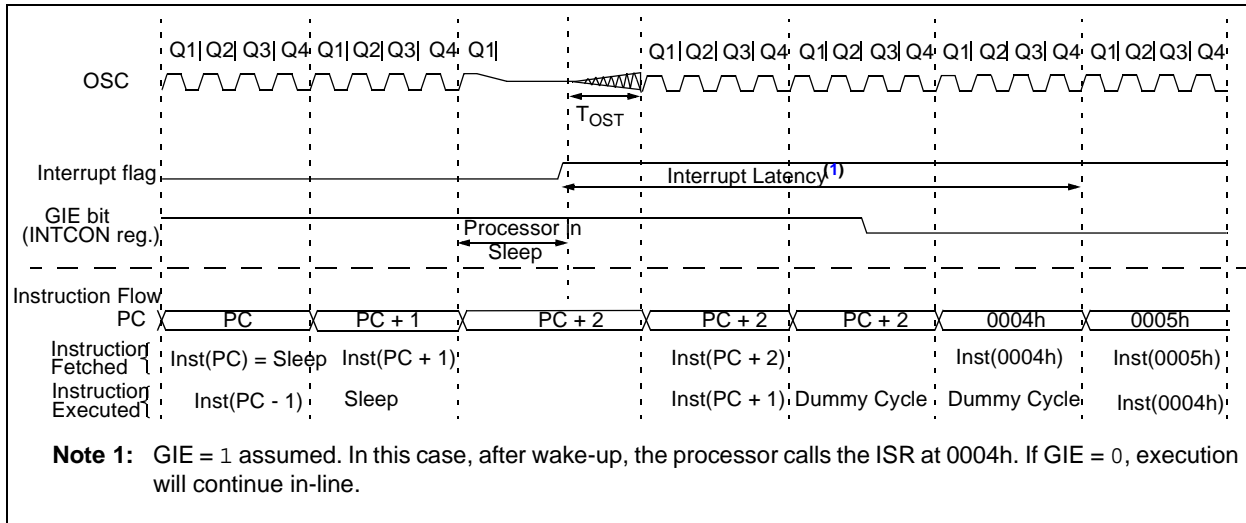 Q1| Q2| Q3| Q4 Q1| Q2| Q3| Q4 Q1| Q1| Q2| Q3| Q4 Q1| Q2| Q3| Q4 Q1| Q2| Q3| Q4 Q1| Q2| Q3| Q4
OSC
TOST
Interrupt flag
Interrupt Latency(1)
GIE bit
(INTCON reg.)
Processor in
Sleep
Instruction Flow
PC PC PC + 1 PC + 2 PC + 2 PC + 2 0004h 0005h
Instruction
Fetched
Inst(PC) = Sleep Inst(PC + 1) Inst(PC + 2) Inst(0004h) Inst(0005h)
Instruction
Executed
Inst(PC - 1) Sleep Inst(PC + 1) Dummy Cycle Dummy Cycle Inst(0004h)
Note 1: GIE = 1 assumed. In this case, after wake-up, the processor calls the ISR at 0004h. If GIE = 0, execution
will continue in-line.